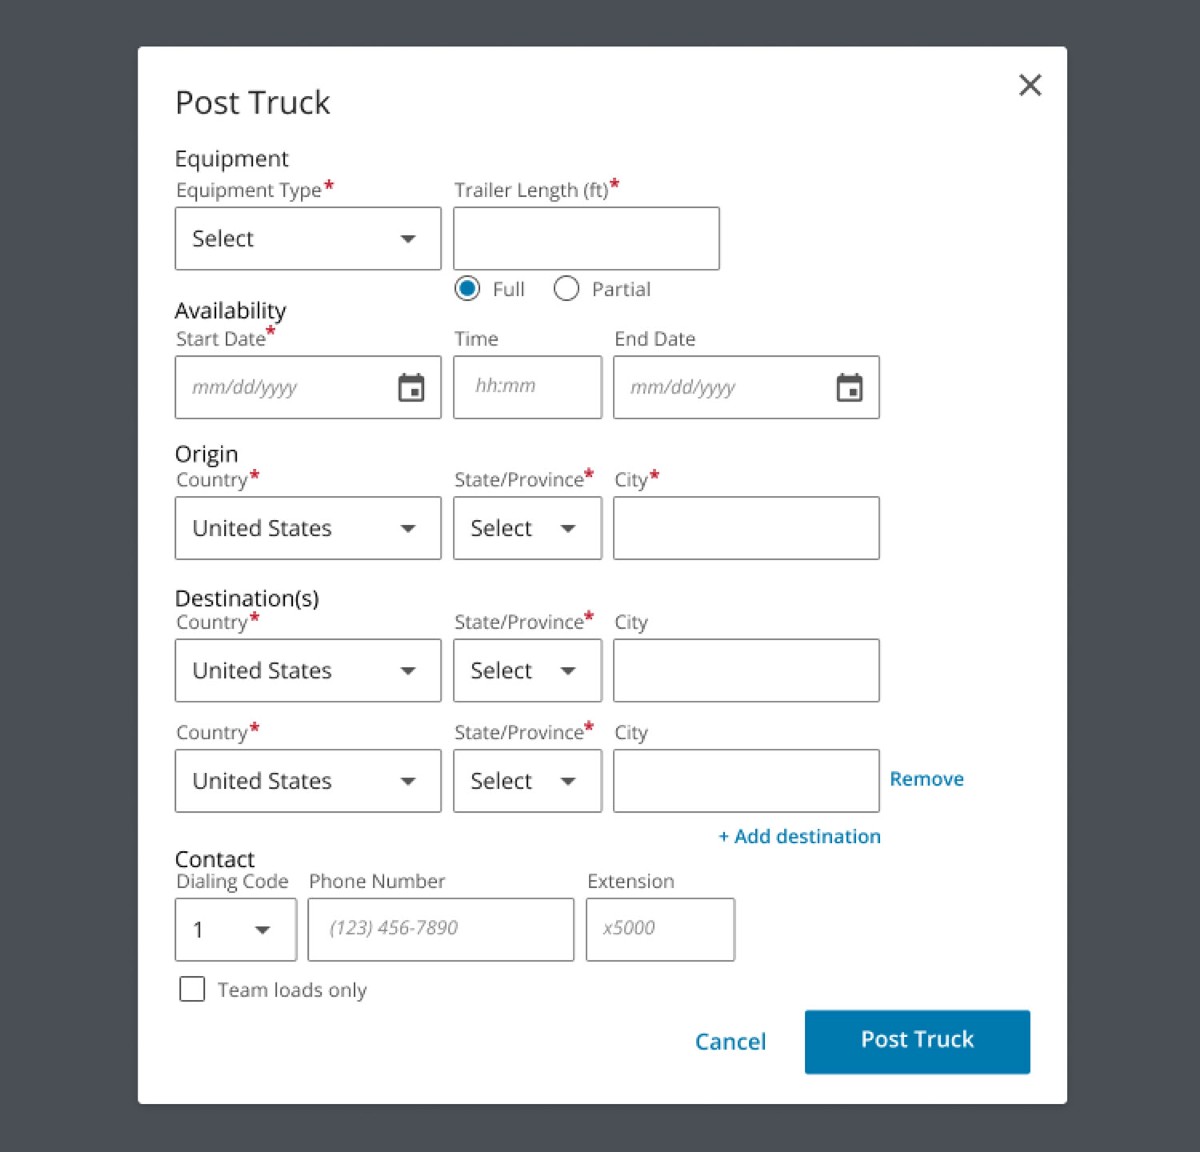 Post Truck
Equipment
Equipment Type* Trailer Length (ft)*
Select
Full Partial
Availability
Start Date* Time End Date
mm/dd/yyyy hh:mm mm/dd/yyyy
Origin
Country* State/Province* City*
United States Select
Destination(s)
Country* State/Province* City
United States Select
Country* State/Province* City
United States Select Remove
+ Add destination
Contact
Dialing Code Phone Number Extension
1 (123) 456-7890 x5000
Team loads only
Cancel Post Truck